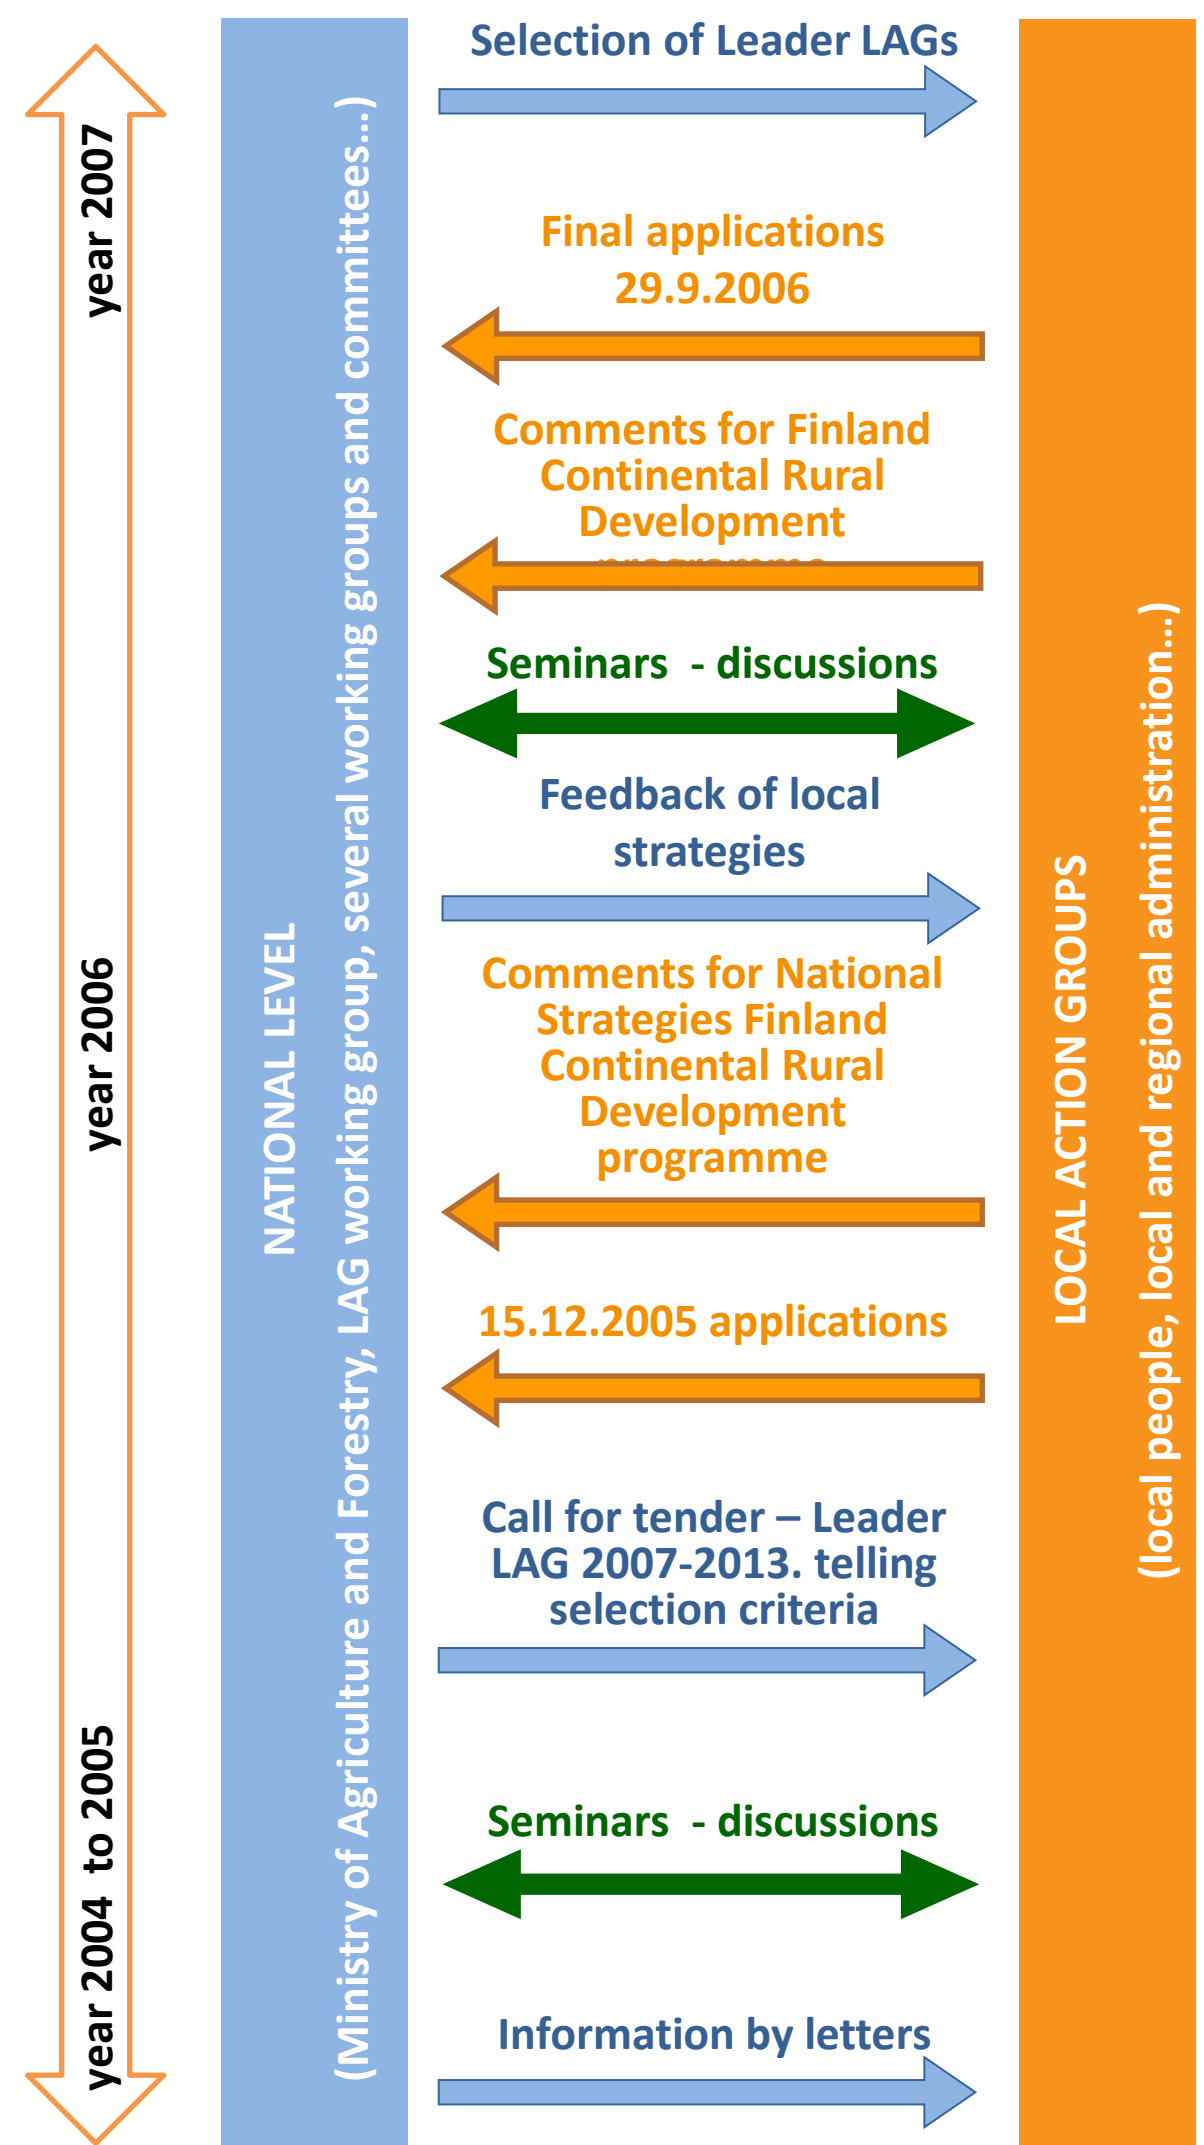 year 2007
year 2006
year 2004 to 2005
NATIONAL LEVEL
(Ministry of Agriculture and Forestry, LAG working group, several working groups and committees...)
Selection of Leader LAGs
Final applications
29.9.2006
Comments for Finland
Continental Rural
Development
programme
Seminars - discussions
Feedback of local
strategies
Comments for National
Strategies Finland
Continental Rural
Development
programme
15.12.2005 applications
Call for tender – Leader
LAG 2007-2013. telling
selection criteria
Seminars - discussions
Information by letters
LOCAL ACTION GROUPS
(local people, local and regional administration...)